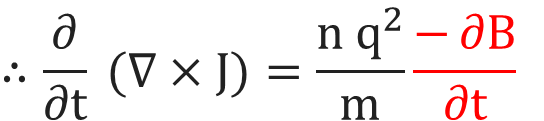 ∴ ∂/∂t (∇ × J) = n q²/m −∂B/∂t